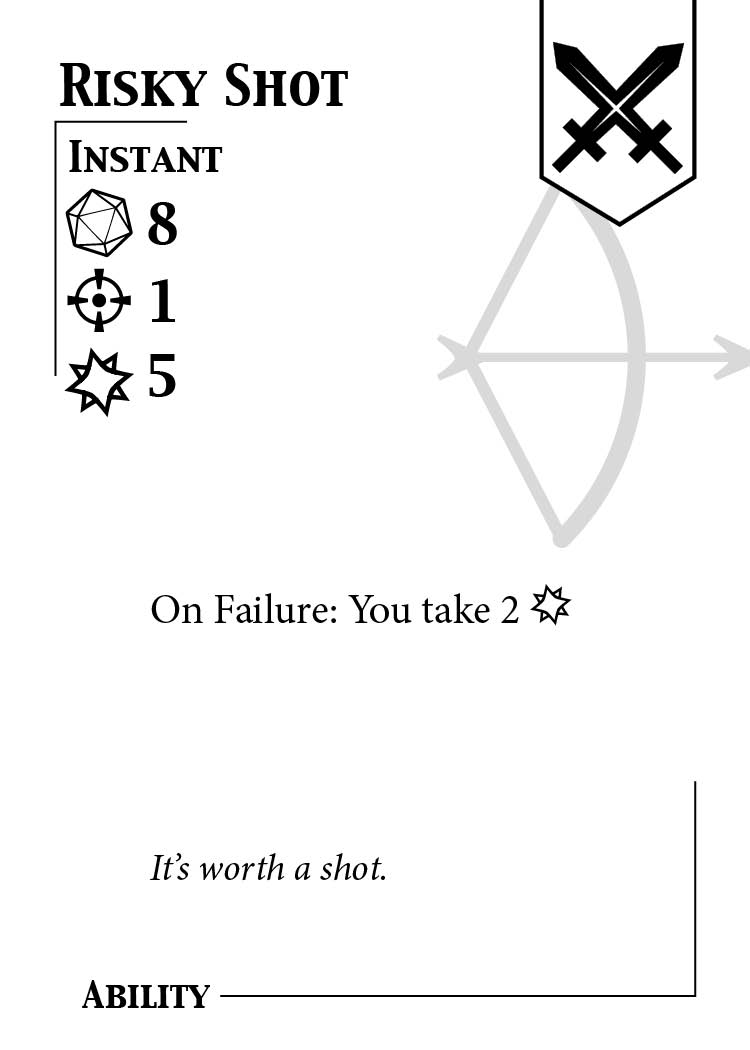 Risky Shot
Instant
8
1
5
On Failure: You take 2
It's worth a shot.
Ability